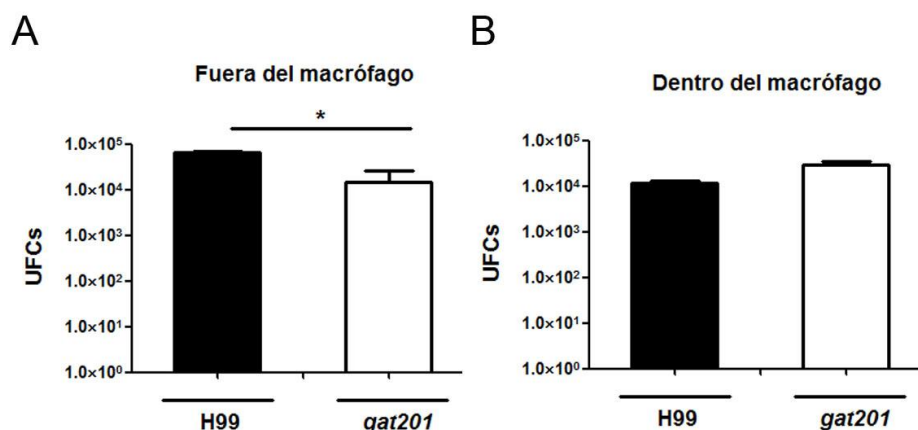 A
Fuera del macrófago
*
1.0×10⁵
1.0×10⁴
1.0×10³
1.0×10²
1.0×10¹
1.0×10⁰
UFCs
H99
gat201
B
Dentro del macrófago
1.0×10⁵
1.0×10⁴
1.0×10³
1.0×10²
1.0×10¹
1.0×10⁰
UFCs
H99
gat201